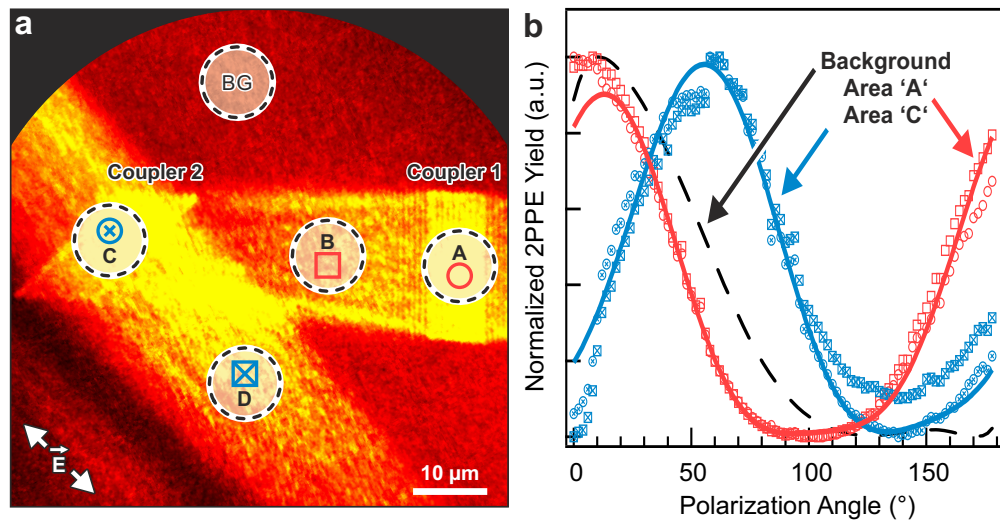 a
BG
Coupler 2
Coupler 1
B
A
C
D
E
10 µm
b
Normalized 2PPE Yield (a.u.)
Background
Area ‘A‘
Area ‘C‘
0
50
100
150
Polarization Angle (°)